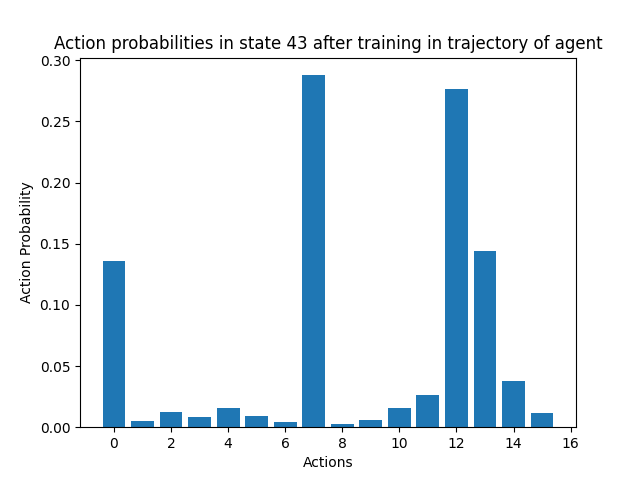 Action probabilities in state 43 after training in trajectory of agent
0.30
0.25
0.20
0.15
0.10
0.05
0.00
Action Probability
0 2 4 6 8 10 12 14 16
Actions